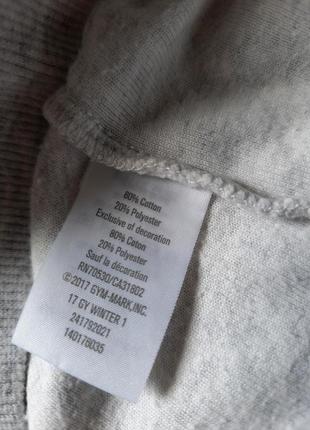 80% Cotton
20% Polyester
Exclusive of decoration
80% Coton
20% Polyester
Sauf la décoration
RN70530/CA31802
©2017 GYM-MARK,INC.
17 GY WINTER 1
241792021
140176035